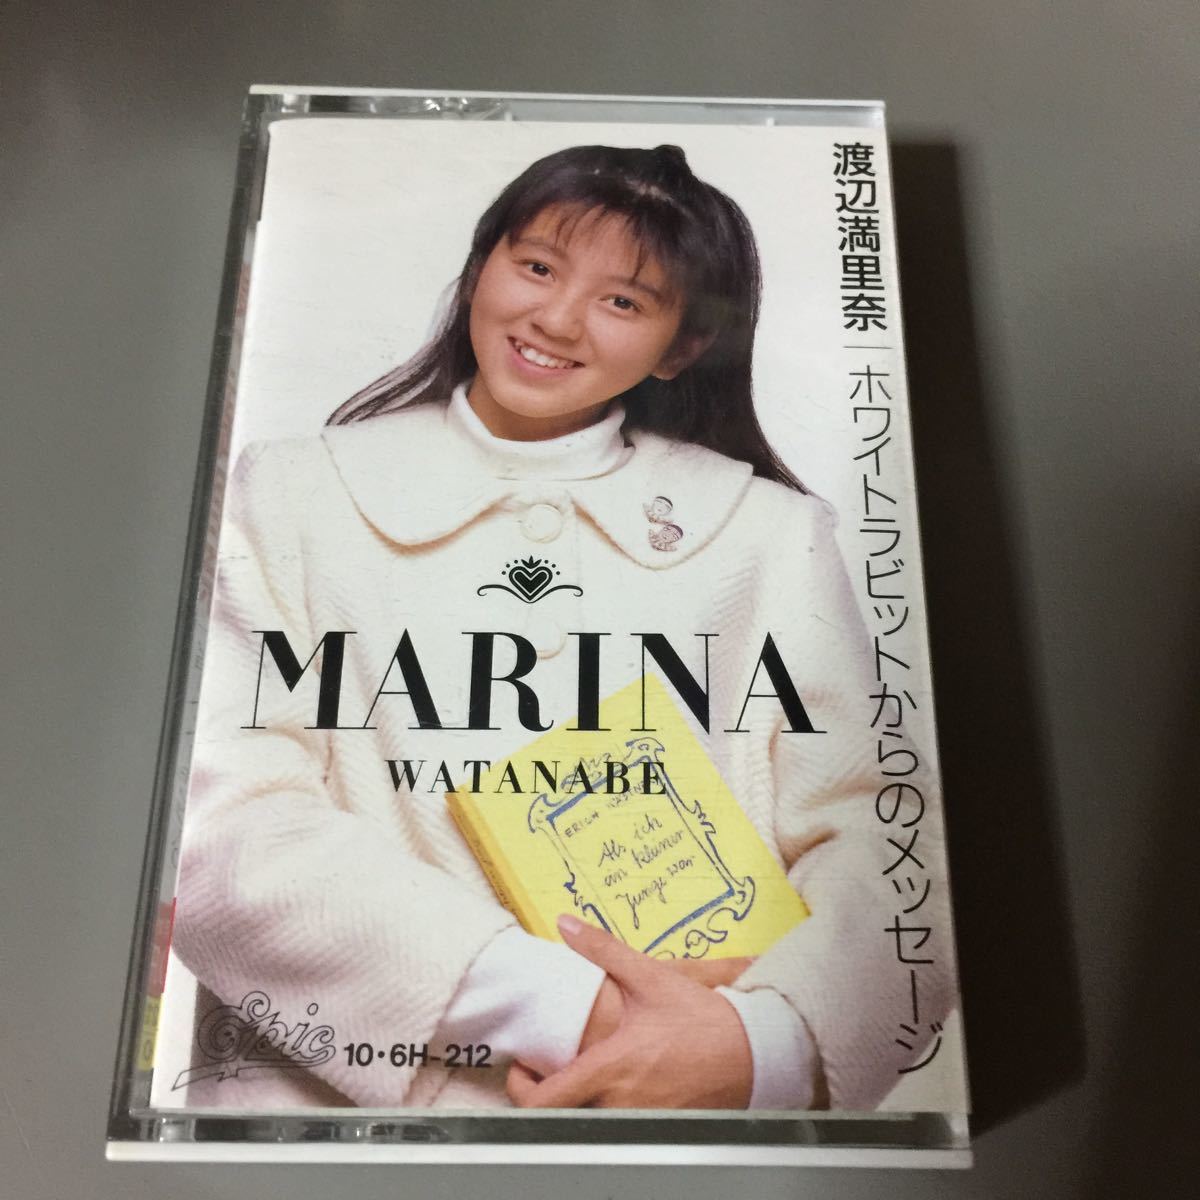 渡辺満里奈｜ホワイトラビットからのメッセージ
MARINA
WATANABE
ERICH KÄSTNER
Als ich
ein kleiner
Junge war
Epic
10・6H-212